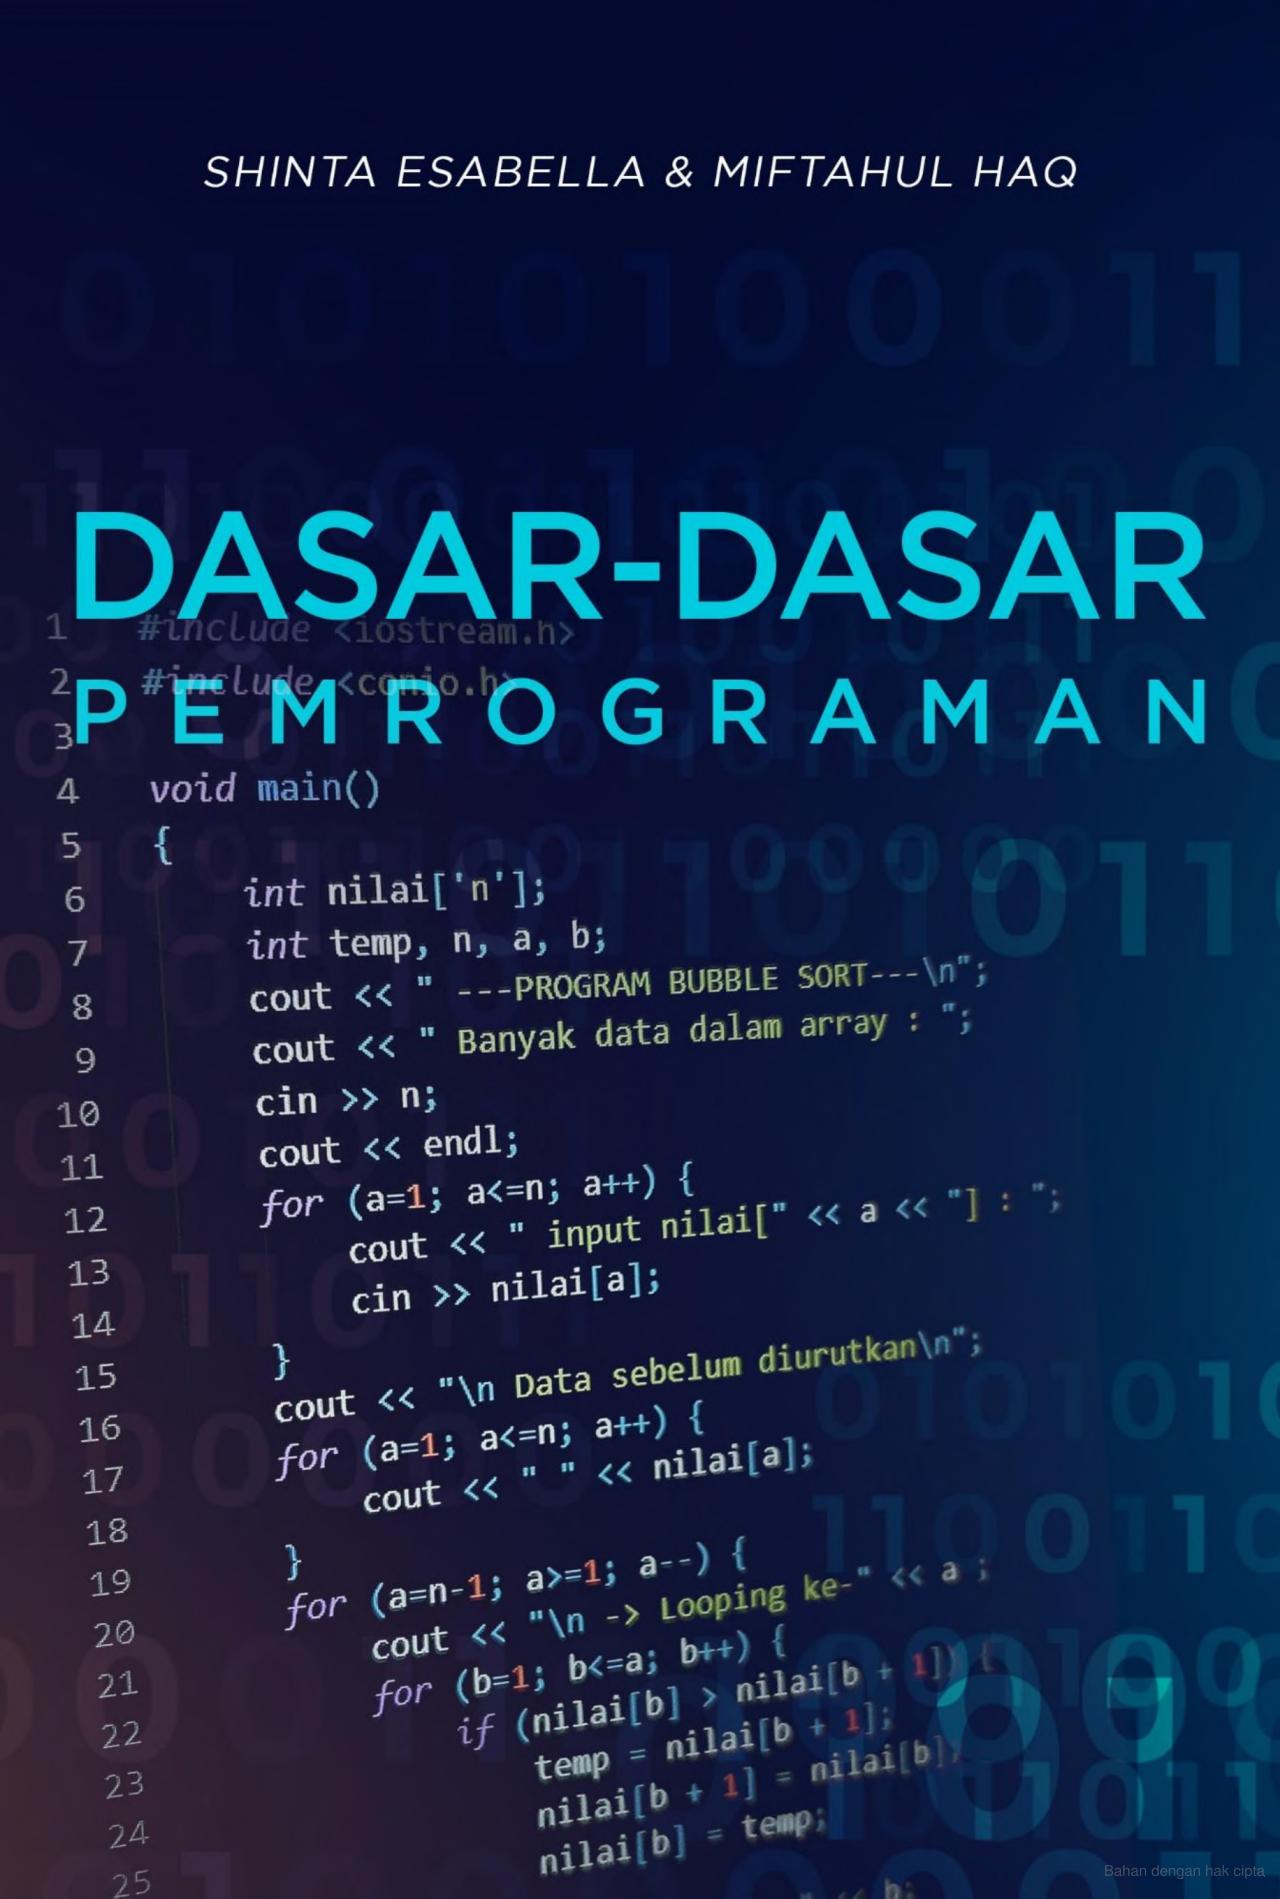 SHINTA ESABELLA & MIFTAHUL HAQ
DASAR-DASAR
PEMROGRAMAN
1 #include <iostream.h>
2 #include <conio.h>
3
4 void main()
5 {
6 int nilai['n'];
7 int temp, n, a, b;
8 cout << " ---PROGRAM BUBBLE SORT---\n";
9 cout << " Banyak data dalam array : ";
10 cin >> n;
11 cout << endl;
12 for (a=1; a<=n; a++) {
13 cout << " input nilai[" << a << "] : ";
14 cin >> nilai[a];
15 }
16 cout << "\n Data sebelum diurutkan\n";
17 for (a=1; a<=n; a++) {
18 cout << " " << nilai[a];
19 }
20 for (a=n-1; a>=1; a--) {
21 cout << "\n -> Looping ke-" << a ;
22 for (b=1; b<=a; b++) {
23 if (nilai[b] > nilai[b + 1]) {
24 temp = nilai[b + 1];
25 nilai[b + 1] = nilai[b];
nilai[b] = temp;
" << b;
Bahan dengan hak cipta